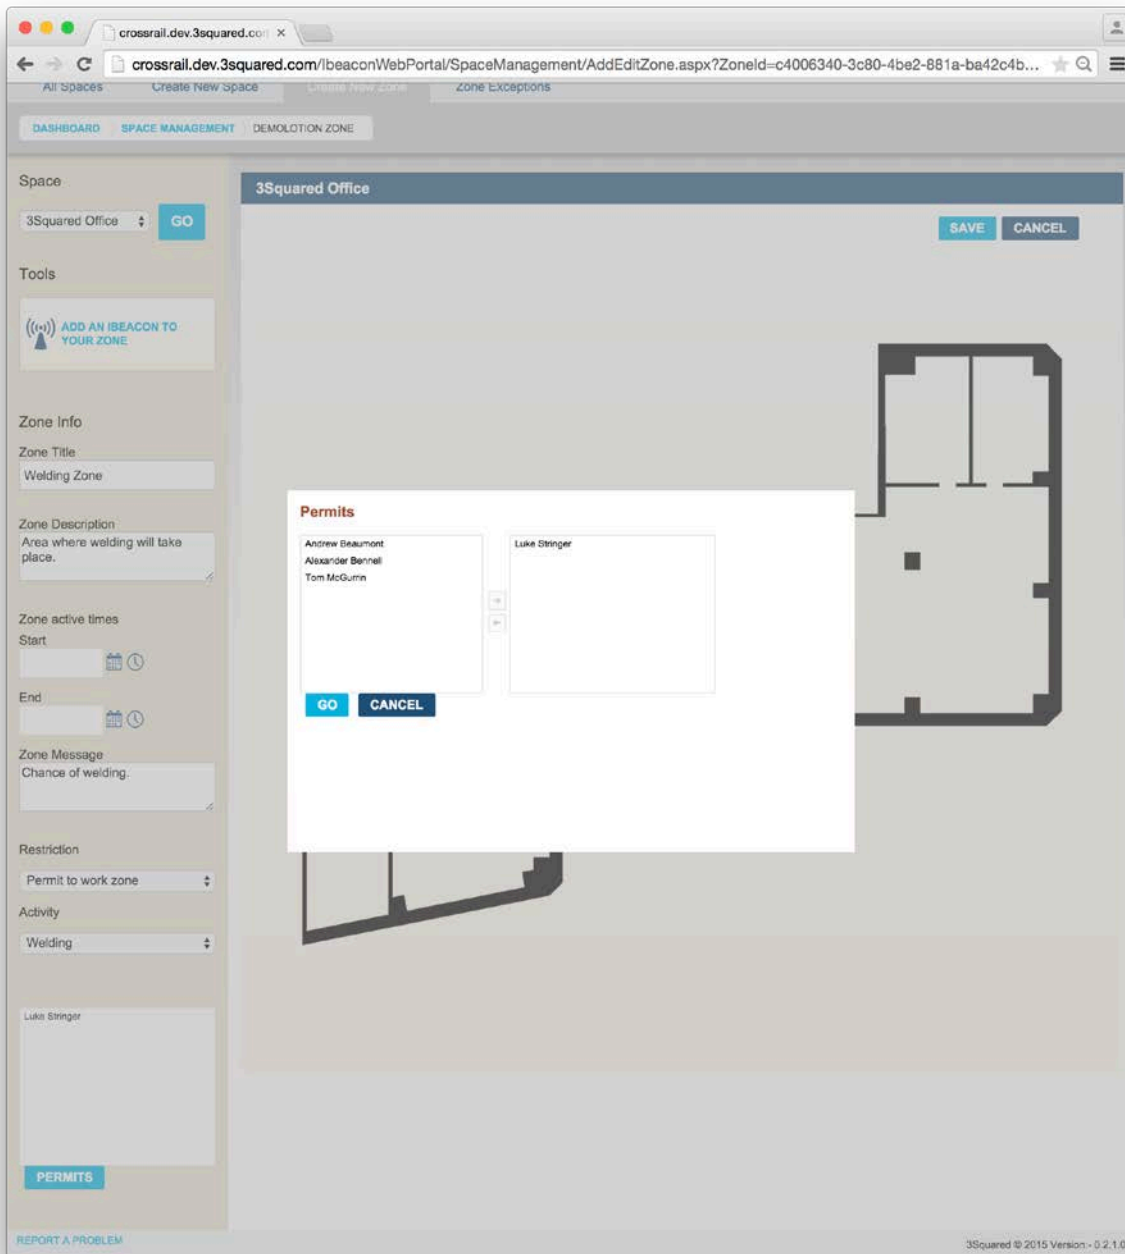 crossrail.dev.3squared.co
crossrail.dev.3squared.com/IbeaconWebPortal/SpaceManagement/AddEditZone.aspx?ZoneId=c4006340-3c80-4be2-881a-ba42c4b...
All Spaces Create New Space Create New Zone Zone Exceptions
DASHBOARD SPACE MANAGEMENT DEMOLOTION ZONE
Space
3Squared Office
GO
3Squared Office
SAVE CANCEL
Tools
ADD AN IBEACON TO
YOUR ZONE
Zone Info
Zone Title
Welding Zone
Zone Description
Area where welding will take
place.
Zone active times
Start
End
Zone Message
Chance of welding.
Restriction
Permit to work zone
Activity
Welding
Luke Stringer
PERMITS
Permits
Andrew Beaumont
Alexander Bennell
Tom McGurrin
Luke Stringer
GO CANCEL
REPORT A PROBLEM
3Squared © 2015 Version:- 0.2.1.0